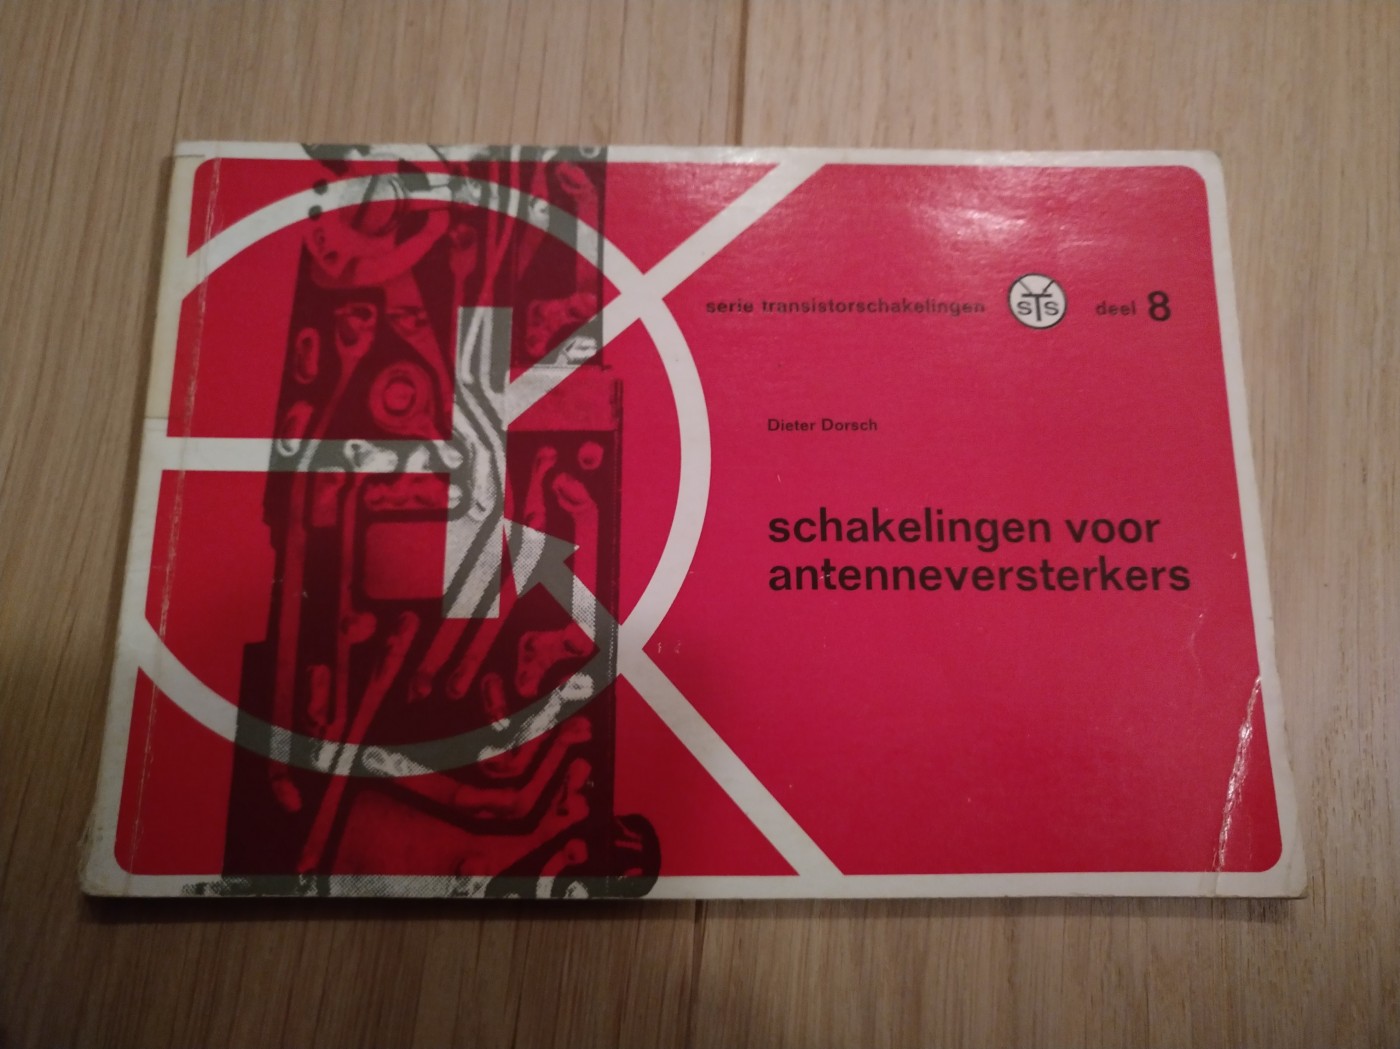 serie transistorschakelingen STS deel 8
Dieter Dorsch
schakelingen voor
antenneversterkers